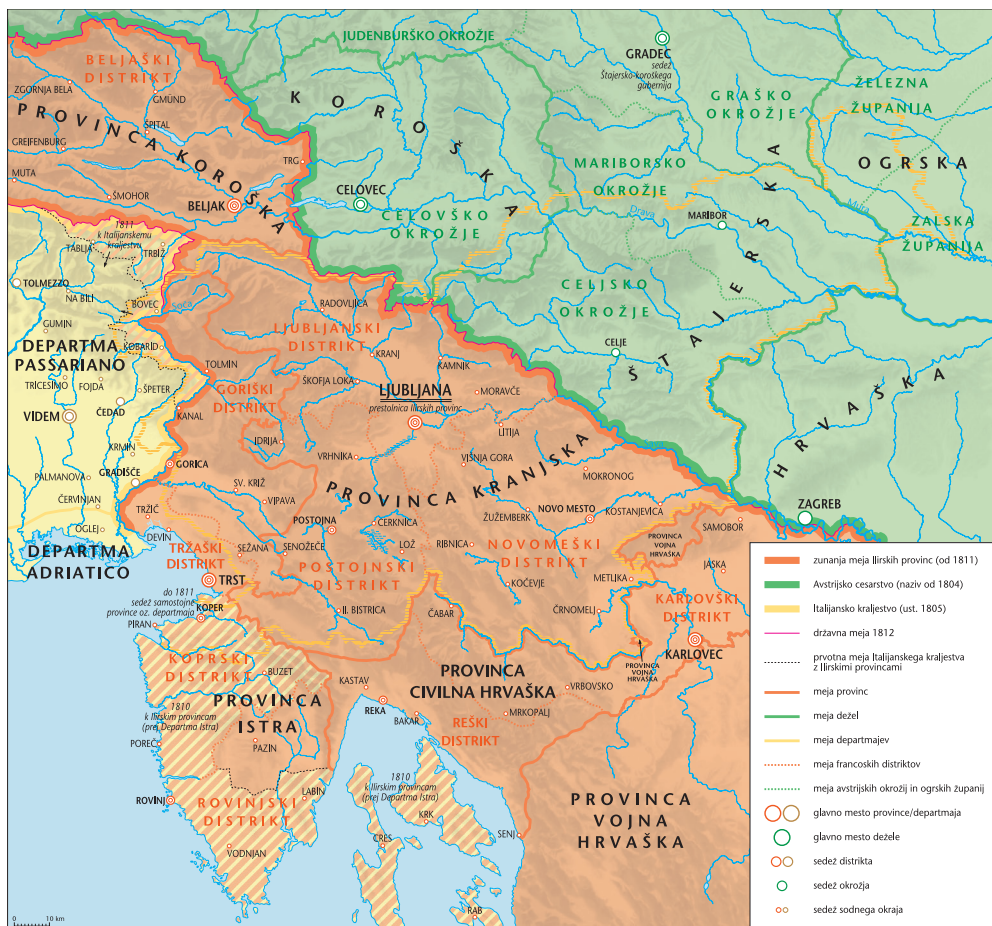 JUDENBURŠKO OKROŽJE
GRADEC
sedež
Štajersko-koroškega
gubernija
BELJAŠKI
DISTRIKT
ZGORNJA BELA
GMÜND
ŠPITAL
GREIFENBURG
MUTA
ŠMOHOR
TRG
BELJAK
PROVINCA KOROŠKA
KOROŠKA
CELOVEC
CELOVŠKO
OKROŽJE
GRAŠKO
OKROŽJE
ŽELEZNA
ŽUPANIJA
OGRSKA
MARIBORSKO
OKROŽJE
Drava
MARIBOR
Mura
ZALSKA
ŽUPANIJA
ŠTAJERSKA
CELJSKO
OKROŽJE
CELJE
HRVAŠKA
ZAGREB
1811
k Italijanskemu
kraljestvu
TABLJA
TRBIŽ
TOLMEZZO
NA BILI
BOVEC
Soča
GUMIN
KOBARID
DEPARTMA
PASSARIANO
TRICESIMO
FOJDA
ŠPETER
VIDEM
ČEDAD
KRMIN
PALMANOVA
GRADIŠČE
ČERVINJAN
OGLEJ
DEPARTMA
ADRIATICO
RADOVLJICA
LJUBLJANSKI
DISTRIKT
TOLMIN
KRANJ
KAMNIK
ŠKOFJA LOKA
GORIŠKI
DISTRIKT
LJUBLJANA
prestolnica Ilirskih provinc
MORAVČE
KANAL
IDRIJA
LITIJA
VRHNIKA
VIŠNJA GORA
GORICA
MOKRONOG
PROVINCA KRANJSKA
SV. KRIŽ
VIPAVA
TRŽIČ
DEVIN
POSTOJNA
CERKNICA
ŽUŽEMBERK
NOVO MESTO
KOSTANJEVICA
SAMOBOR
TRŽAŠKI
DISTRIKT
SEŽANA
SENOŽEČE
LOŽ
RIBNICA
NOVOMEŠKI
DISTRIKT
PROVINCA
VOJNA
HRVAŠKA
JASKA
TRST
POSTOJNSKI
DISTRIKT
KOČEVJE
METLIKA
KARLOVŠKI
DISTRIKT
do 1811
sedež samostojne
province oz. departmaja
KOPER
PIRAN
IL. BISTRICA
ČABAR
ČRNOMELJ
KARLOVEC
KOPRSKI
DISTRIKT
BUZET
PROVINCA
CIVILNA HRVAŠKA
PROVINCA
VOJNA
HRVAŠKA
KASTAV
VRBOVSKO
PROVINCA
ISTRA
1810
k Ilirskim provincam
(prej Departma Istra)
REKA
BAKAR
MRKOPALJ
REŠKI
DISTRIKT
POREČ
PAZIN
1810
k Ilirskim provincam
(prej Departma Istra)
ROVINJ
ROVINJSKI
DISTRIKT
LABIN
KRK
SENJ
PROVINCA
VOJNA
HRVAŠKA
VODNJAN
CRES
RAB
0 10 km
zunanja meja Ilirskih provinc (od 1811)
Avstrijsko cesarstvo (naziv od 1804)
Italijansko kraljestvo (ust. 1805)
državna meja 1812
prvotna meja Italijanskega kraljestva
z Ilirskimi provincami
meja provinc
meja dežel
meja departmajev
meja francoskih distriktov
meja avstrijskih okrožij in ogrskih županij
glavno mesto province/departmaja
glavno mesto dežele
sedež distrikta
sedež okrožja
sedež sodnega okraja